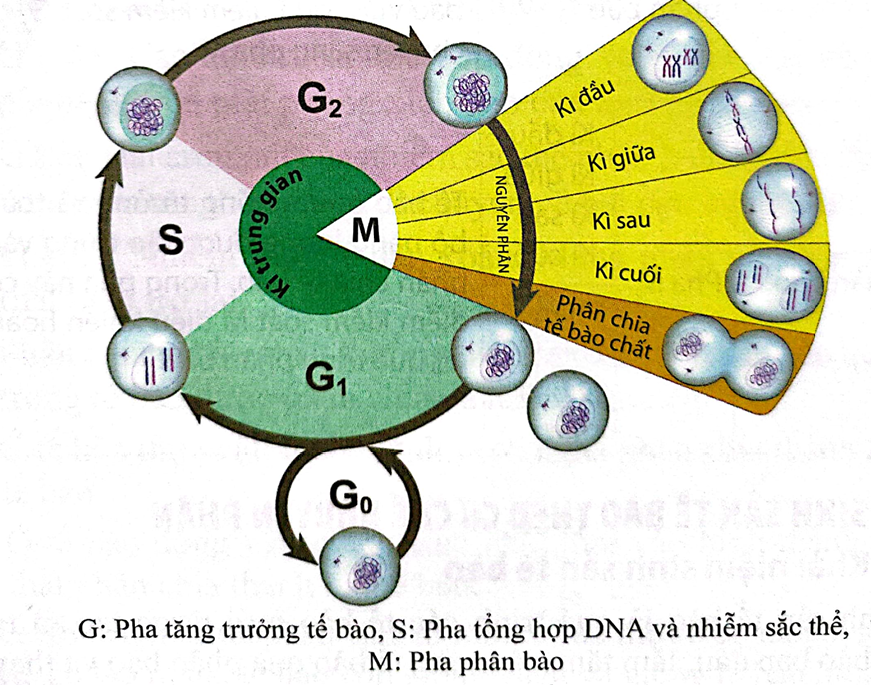 G₂
Kì đầu
Kì giữa
Kì sau
Kì cuối
Phân chia
tế bào chất
NGUYÊN PHÂN
Kì trung gian
M
S
G₁
G₀
G: Pha tăng trưởng tế bào, S: Pha tổng hợp DNA và nhiễm sắc thể,
M: Pha phân bào